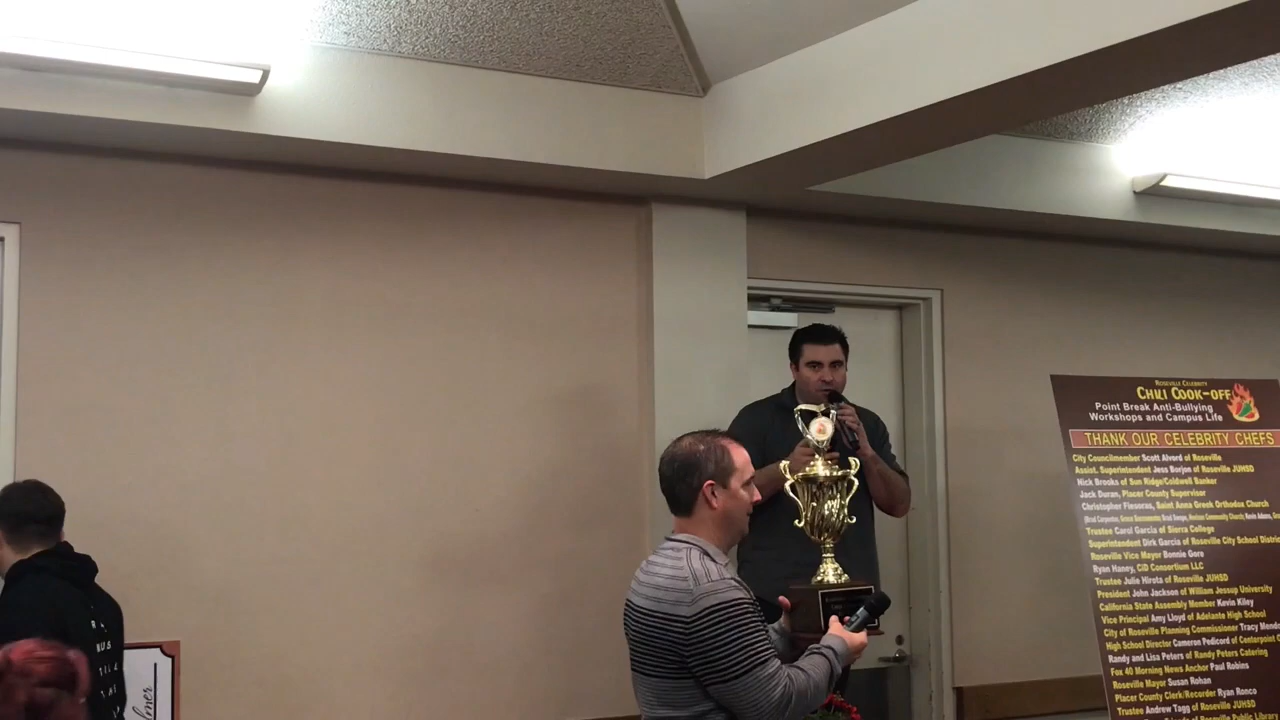 ROSEVILLE CELEBRITY
CHILI COOK-OFF
Point Break Anti-Bullying
Workshops and Campus Life
THANK OUR CELEBRITY CHEFS
City Councilmember Scott Alvord of Roseville
Assist. Superintendent Jess Borjon of Roseville JUHSD
Nick Brooks of Sun Ridge/Coldwell Banker
Jack Duran, Placer County Supervisor
Christopher Flesoras, Saint Anna Greek Orthodox Church
Trustee Carol Garcia of Sierra College
Superintendent Dirk Garcia of Roseville City School
Roseville Vice Mayor Bonnie Gore
Ryan Haney, CiD Consortium LLC
Trustee Julie Hirota of Roseville JUHSD
President John Jackson of William Jessup University
California State Assembly Member Kevin Kiley
Vice Principal Amy Lloyd of Adelante High School
City of Roseville Planning Commissioner Tracy
High School Director Cameron Pedicord of Centerpoint
Randy and Lisa Peters of Randy Peters Catering
Fox 40 Morning News Anchor Paul Robins
Roseville Mayor Susan Rohan
Placer County Clerk/Recorder Ryan Ronco
Trustee Andrew Tagg of Roseville JUHSD
of Roseville Public Library